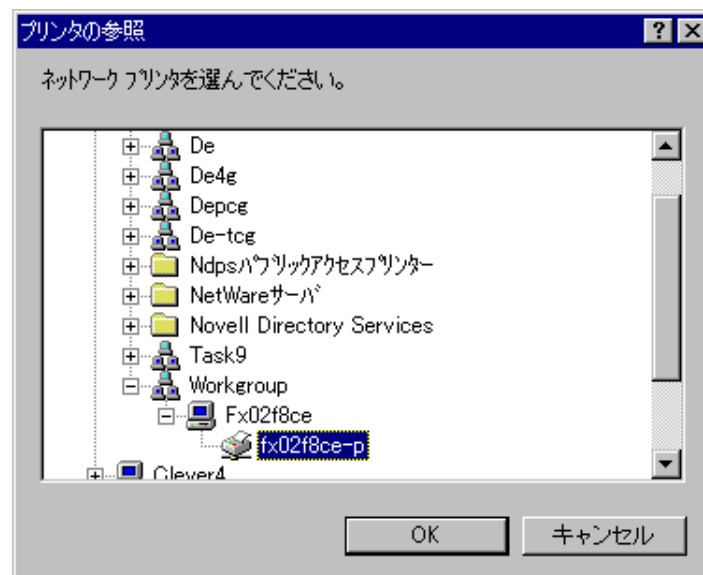 プリンタの参照
ネットワーク プリンタを選んでください。
De
De4g
Depcg
De-tcg
Ndpsパブリックアクセスプリンター
NetWareサーバ
Novell Directory Services
Task9
Workgroup
Fx02f8ce
fx02f8ce-p
Clever4
OK
キャンセル